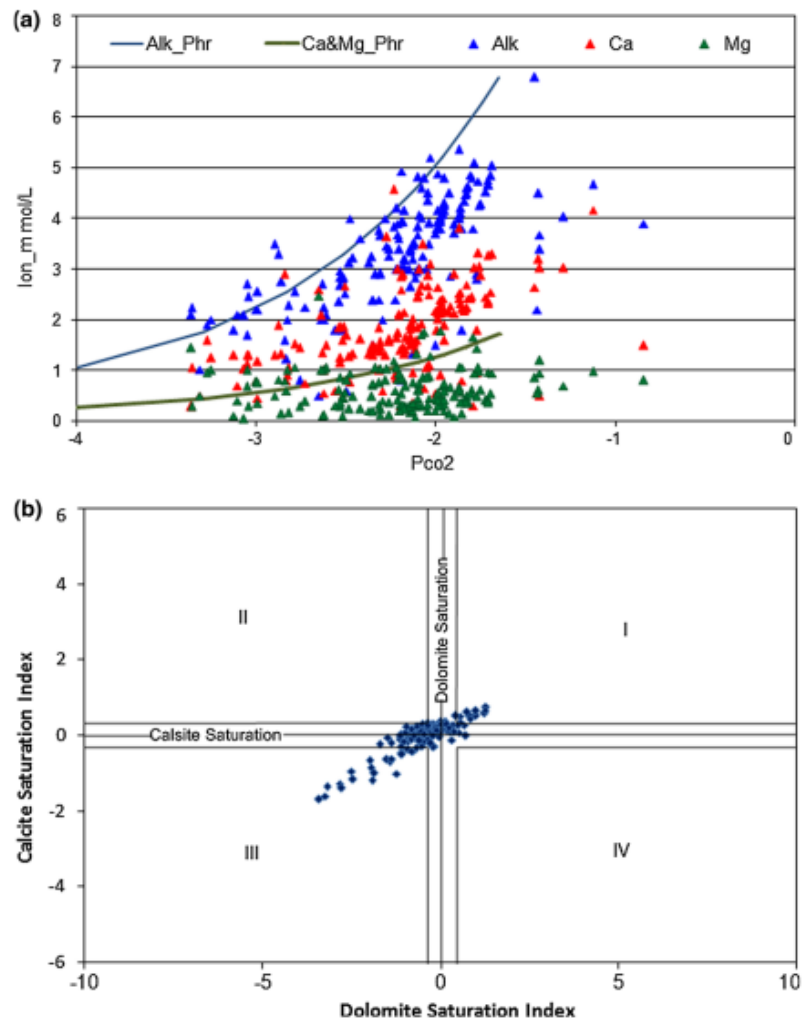 (a)
8
Alk_Phr Ca&Mg_Phr Alk Ca Mg
7
6
5
4
3
2
1
0
Ion_m mol/L
-4 -3 -2 -1 0
Pco2
(b)
6
4
2
0
-2
-4
-6
Calcite Saturation Index
Dolomite Saturation
II
I
Calsite Saturation
III
IV
-10 -5 0 5 10
Dolomite Saturation Index